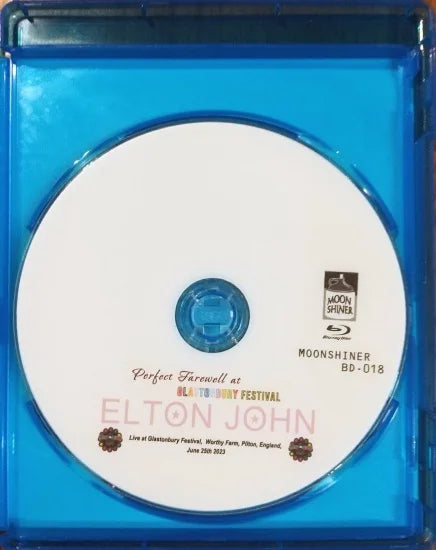 MOON
SHINER
Blu-ray Disc
MOONSHINER
BD-018
Perfect Farewell at
GLASTONBURY FESTIVAL
ELTON JOHN
Live at Glastonbury Festival, Worthy Farm, Pilton, England,
June 25th 2023